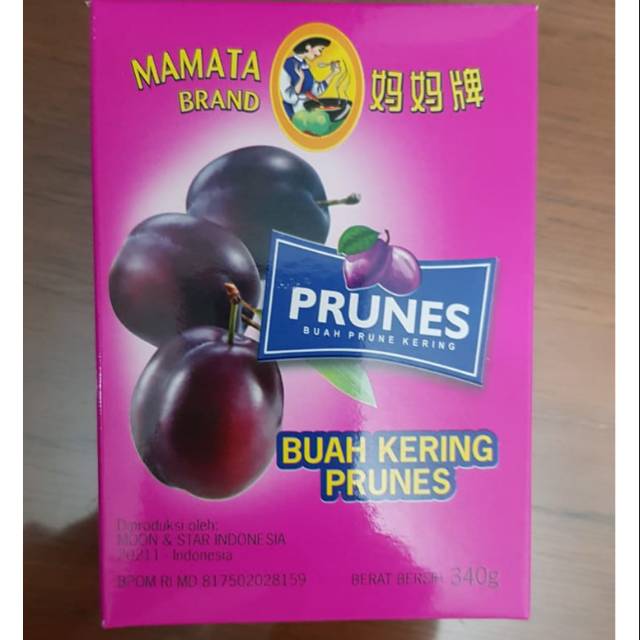 MAMATA
BRAND
妈妈牌
PRUNES
BUAH PRUNE KERING
BUAH KERING
PRUNES
Diproduksi oleh:
MOON & STAR INDONESIA
20211 - Indonesia
BPOM RI MD 817502028159
BERAT BERSIH 340g